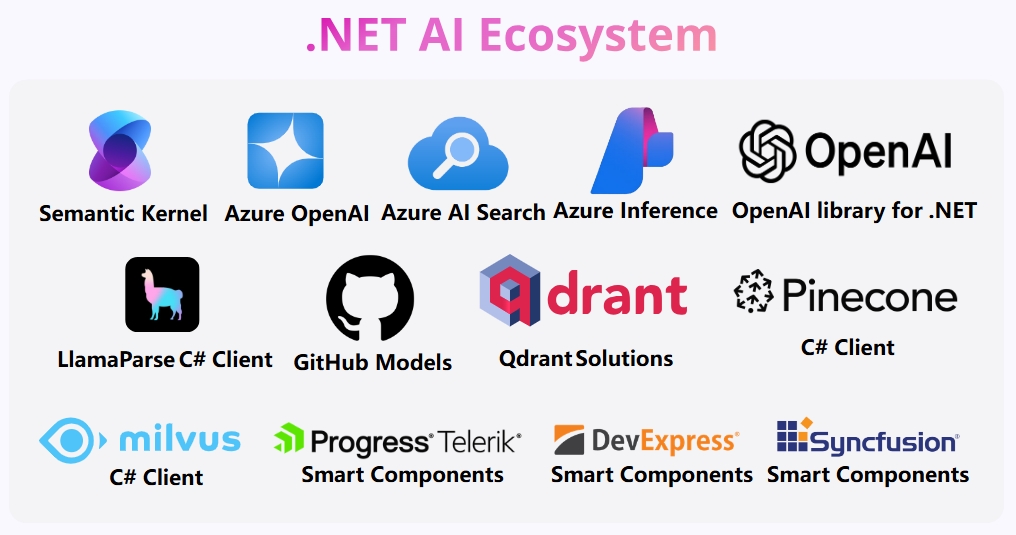 .NET AI Ecosystem
OpenAI
Semantic Kernel Azure OpenAI Azure AI Search Azure Inference OpenAI library for .NET
qdrant Pinecone
LlamaParse C# Client GitHub Models Qdrant Solutions C# Client
milvus Progress® Telerik® DevExpress® Syncfusion®
C# Client Smart Components Smart Components Smart Components